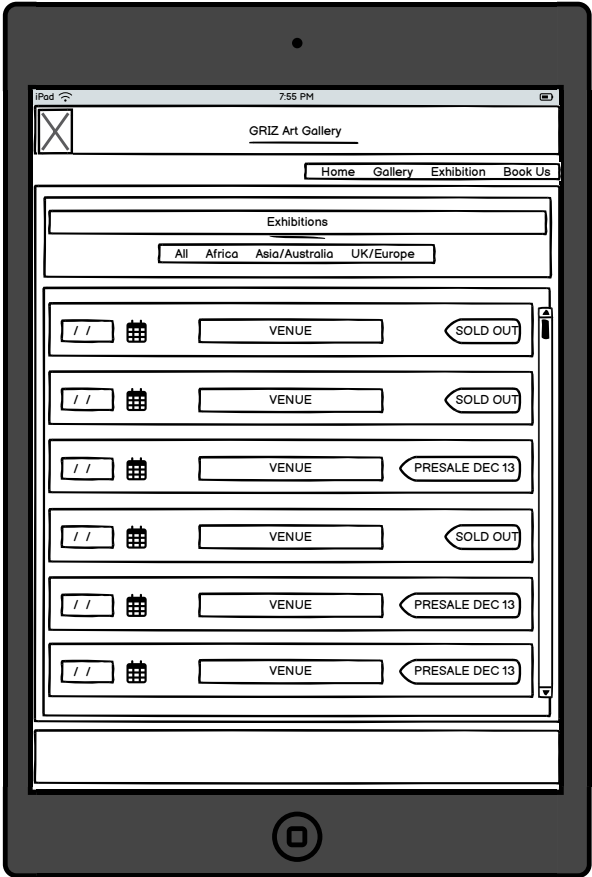 iPad 7:55 PM
GRIZ Art Gallery
Home Gallery Exhibition Book Us
Exhibitions
All Africa Asia/Australia UK/Europe
/ / VENUE SOLD OUT
/ / VENUE SOLD OUT
/ / VENUE PRESALE DEC 13
/ / VENUE SOLD OUT
/ / VENUE PRESALE DEC 13
/ / VENUE PRESALE DEC 13